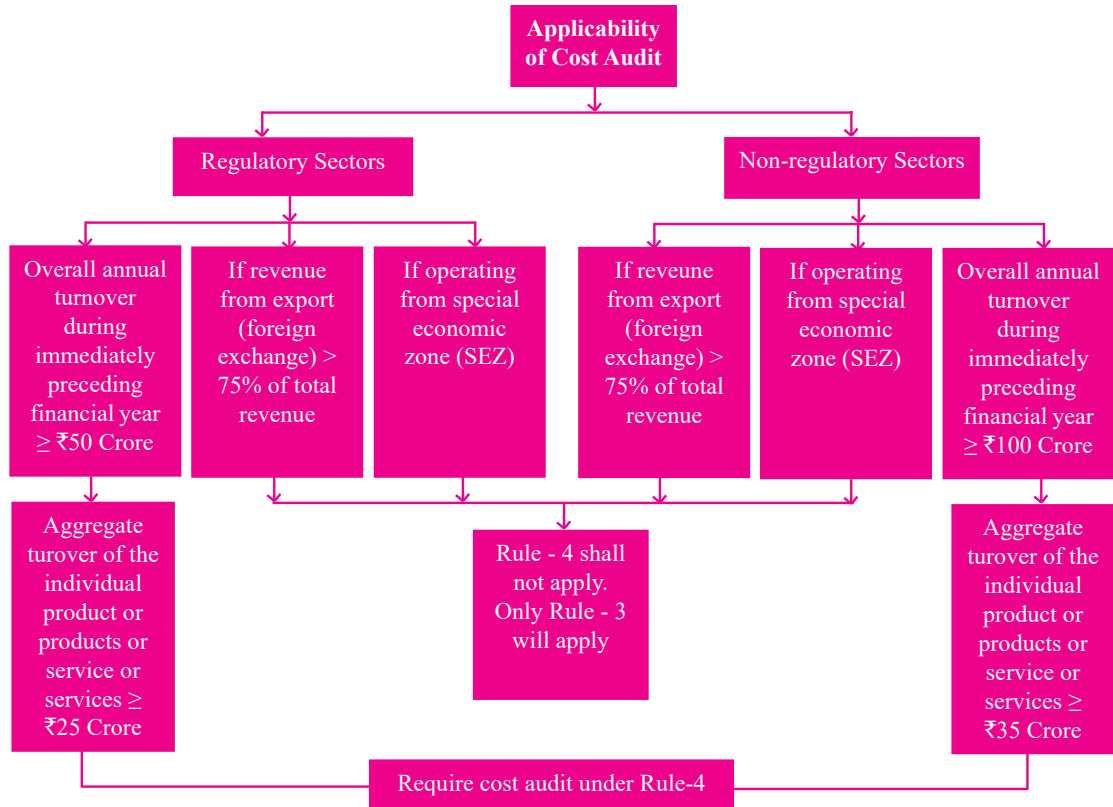 Applicability
of Cost Audit
Regulatory Sectors
Non-regulatory Sectors
Overall annual
turnover
during
immediately
preceding
financial year
≥ ₹50 Crore
If revenue
from export
(foreign
exchange) >
75% of total
revenue
If operating
from special
economic
zone (SEZ)
If reveune
from export
(foreign
exchange) >
75% of total
revenue
If operating
from special
economic
zone (SEZ)
Overall annual
turnover
during
immediately
preceding
financial year
≥ ₹100 Crore
Aggregate
turover of the
individual
product or
products or
service or
services ≥
₹25 Crore
Rule - 4 shall
not apply.
Only Rule - 3
will apply
Aggregate
turover of the
individual
product or
products or
service or
services ≥
₹35 Crore
Require cost audit under Rule-4